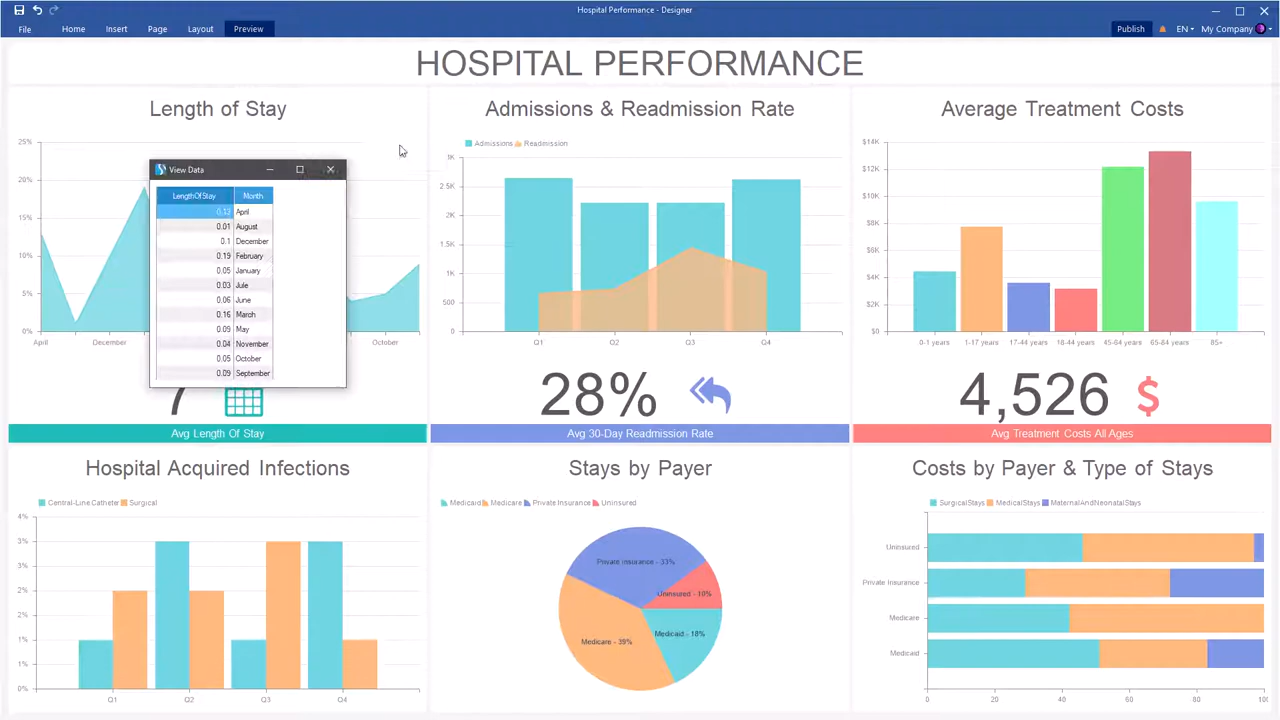 Hospital Performance - Designer
File Home Insert Page Layout Preview Publish EN My Company
HOSPITAL PERFORMANCE
Length of Stay
25%
20%
15%
10%
5%
0%
April December October
View Data
LengthOfStay Month
0.13 April
0.01 August
0.1 December
0.19 February
0.05 January
0.03 Jule
0.06 June
0.16 March
0.09 May
0.04 November
0.05 October
0.09 September
7
Avg Length Of Stay
Admissions & Readmission Rate
Admissions Readmission
3K
2.5K
2K
1.5K
1K
500
0
Q1 Q2 Q3 Q4
28%
Avg 30-Day Readmission Rate
Average Treatment Costs
$14K
$12K
$10K
$8K
$6K
$4K
$2K
$0
0-1 years 1-17 years 17-44 years 18-44 years 45-64 years 65-84 years 85+
4,526 $
Avg Treatment Costs All Ages
Hospital Acquired Infections
Central-Line Catheter Surgical
4%
3%
3%
2%
2%
1%
1%
0%
Q1 Q2 Q3 Q4
Stays by Payer
Medicaid Medicare Private Insurance Uninsured
Private Insurance - 33%
Uninsured - 10%
Medicaid - 18%
Medicare - 39%
Costs by Payer & Type of Stays
SurgicalStays MedicalStays MaternalAndNeonatalStays
Uninsured
Private Insurance
Medicare
Medicaid
0 20 40 60 80 100